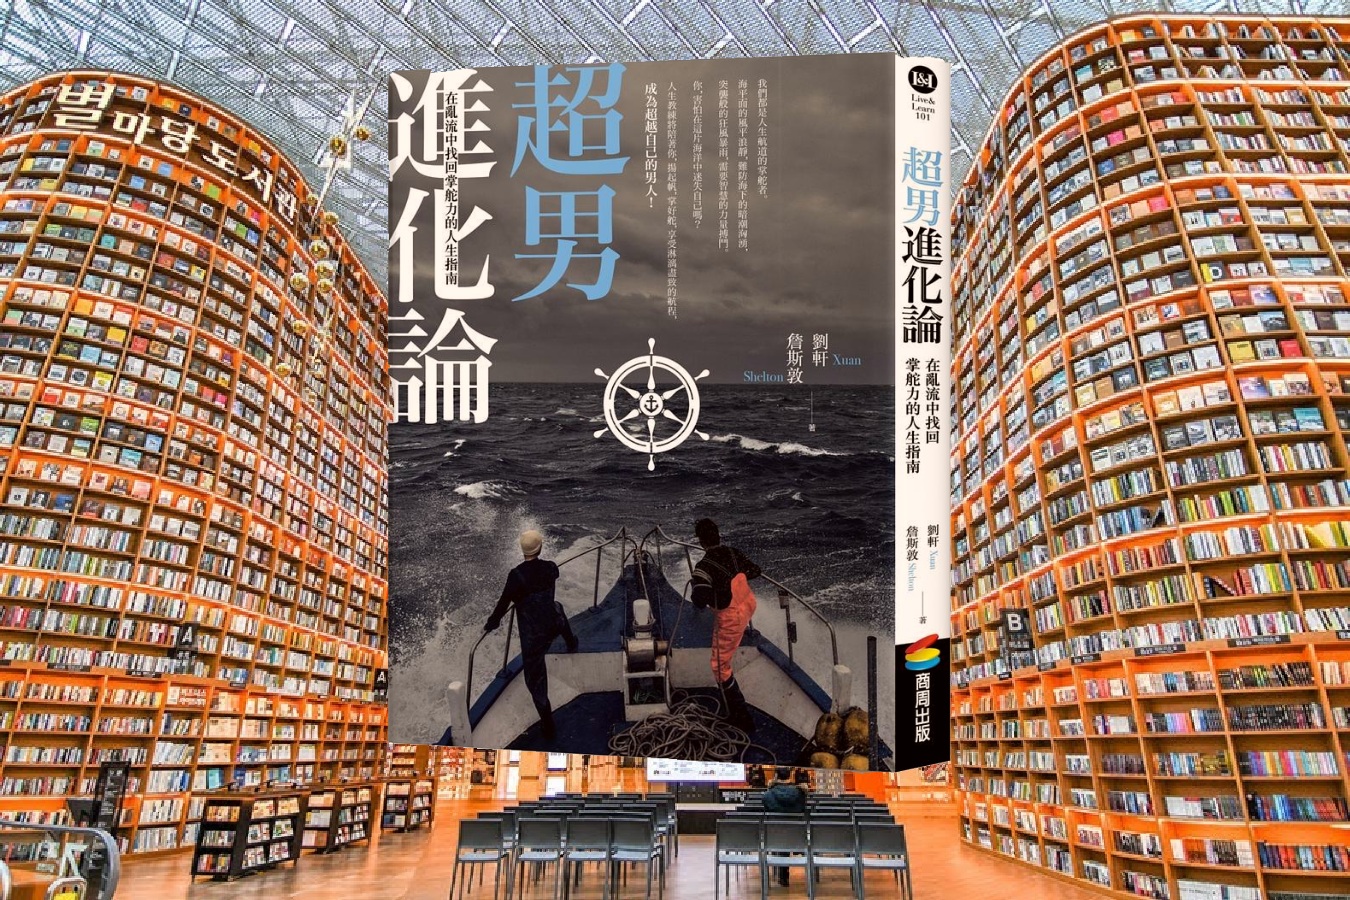 별마당 도서관
超男
進化論
在亂流中找回掌舵力的人生指南
我們都是人生航道的掌舵者。
海平面的風平浪靜，難防海下的暗潮洶湧，
突襲般的狂風暴雨，需要智慧的力量搏鬥。
你，害怕在這片海洋中迷失自己嗎？
人生教練將陪著你，揚起帆，掌好舵，享受淋漓盡致的航程，
成為超越自己的男人！
劉軒 Xuan
詹斯敦 Shelton
著
L&L
Live&
Learn
101
超男進化論
在亂流中找回
掌舵力的人生指南
劉軒 Xuan
詹斯敦 Shelton
著
商周出版
A
A
B